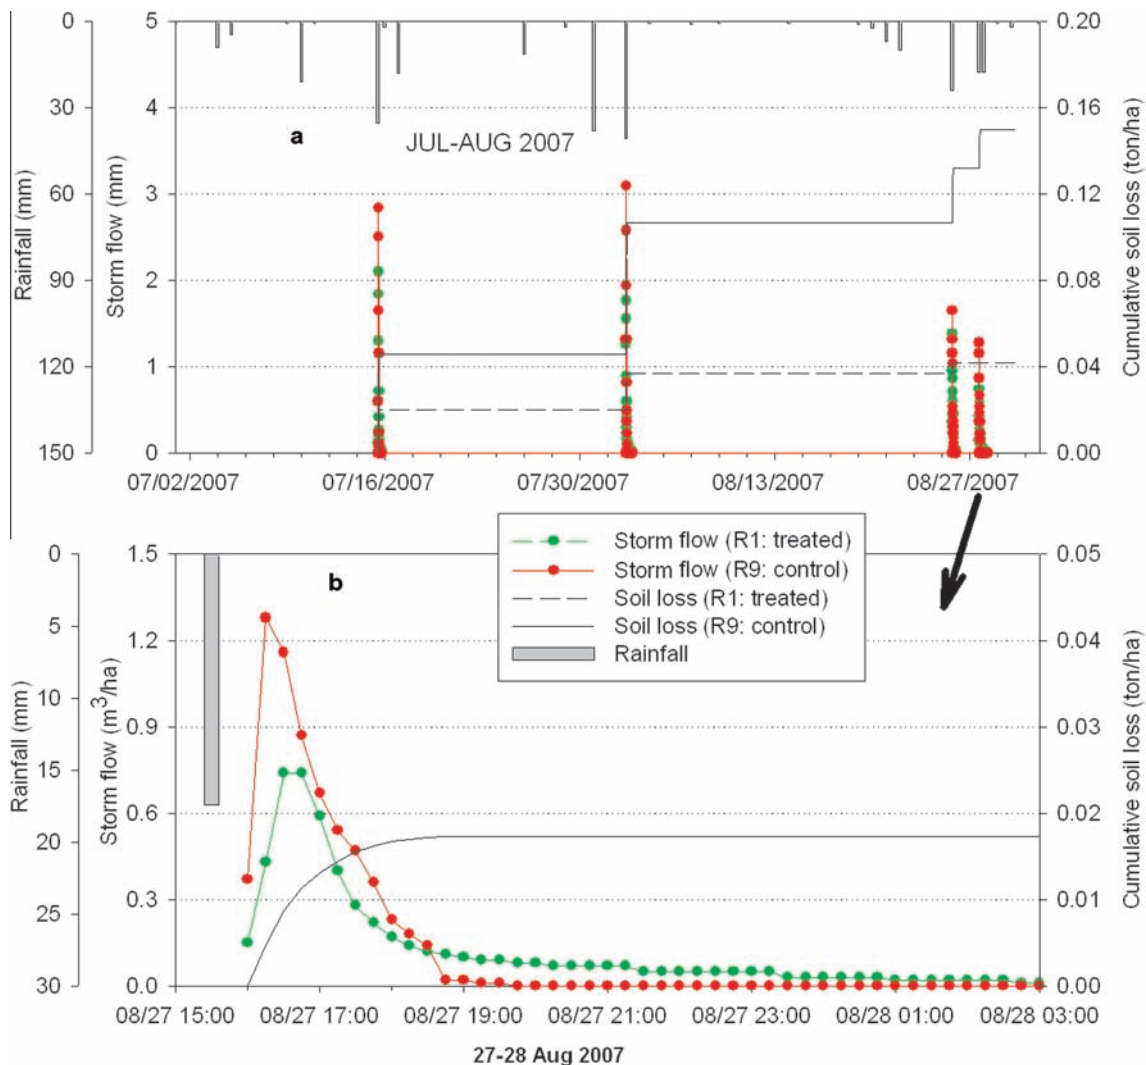 0 5 0.20
30 4 0.16
a
JUL-AUG 2007
60 3 0.12
90 2 0.08
120 1 0.04
150 0 0.00
Rainfall (mm)
Storm flow (mm)
Cumulative soil loss (ton/ha)
07/02/2007 07/16/2007 07/30/2007 08/13/2007 08/27/2007
Storm flow (R1: treated)
Storm flow (R9: control)
Soil loss (R1: treated)
Soil loss (R9: control)
Rainfall
b
0 1.5 0.05
5 1.2 0.04
10 0.9 0.03
15 0.6 0.02
20 0.3 0.01
25 0.0 0.00
30
Rainfall (mm)
Storm flow (m³/ha)
Cumulative soil loss (ton/ha)
08/27 15:00 08/27 17:00 08/27 19:00 08/27 21:00 08/27 23:00 08/28 01:00 08/28 03:00
27-28 Aug 2007